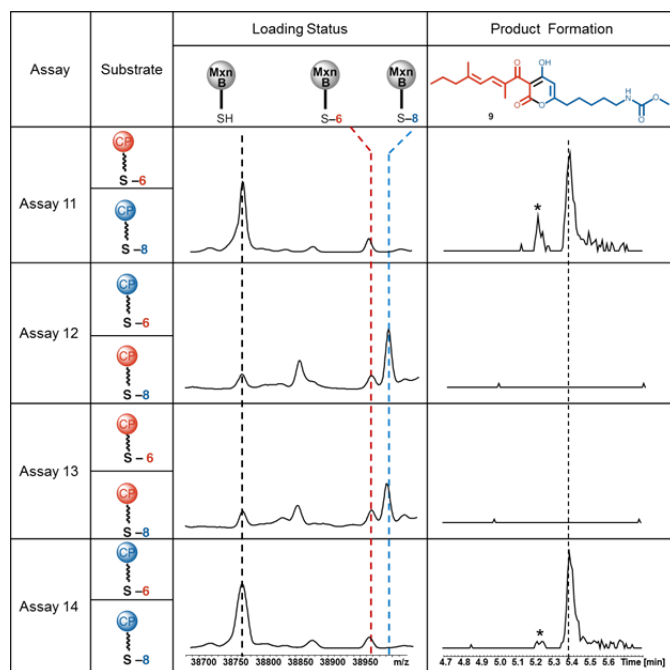 Assay
Substrate
Loading Status
Product Formation
Mxn
B
SH
Mxn
B
S–6
Mxn
B
S–8
O
OH
O
O
H
N
O
O
9
Assay 11
CP
S –6
CP
S –8
*
Assay 12
CP
S –6
CP
S –8
Assay 13
CP
S –6
CP
S –8
Assay 14
CP
S –6
CP
S –8
*
38700 38750 38800 38850 38900 38950 m/z
4.7 4.8 4.9 5.0 5.1 5.2 5.3 5.4 5.5 5.6 Time [min]